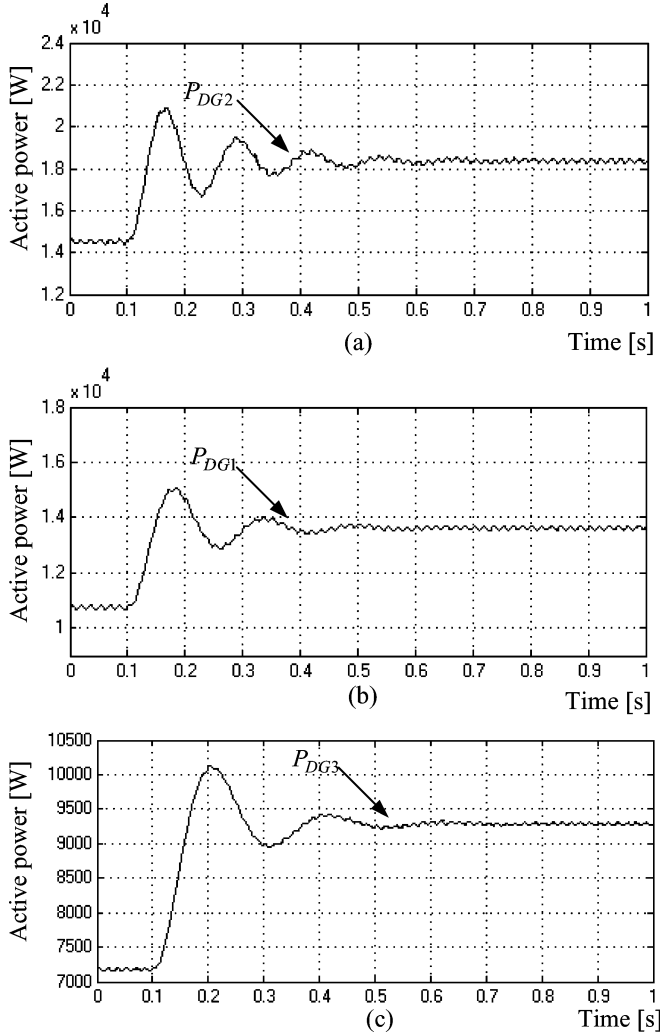 × 10 4
2.4
2.2
2
1.8
1.6
1.4
1.2
Active power [W]
P DG2
0 0.1 0.2 0.3 0.4 0.5 0.6 0.7 0.8 0.9 1
(a) Time [s]
× 10 4
1.8
1.6
1.4
1.2
1
Active power [W]
P DG1
0 0.1 0.2 0.3 0.4 0.5 0.6 0.7 0.8 0.9 1
(b) Time [s]
10500
10000
9500
9000
8500
8000
7500
7000
Active power [W]
P DG3
0 0.1 0.2 0.3 0.4 0.5 0.6 0.7 0.8 0.9 1
(c) Time [s]